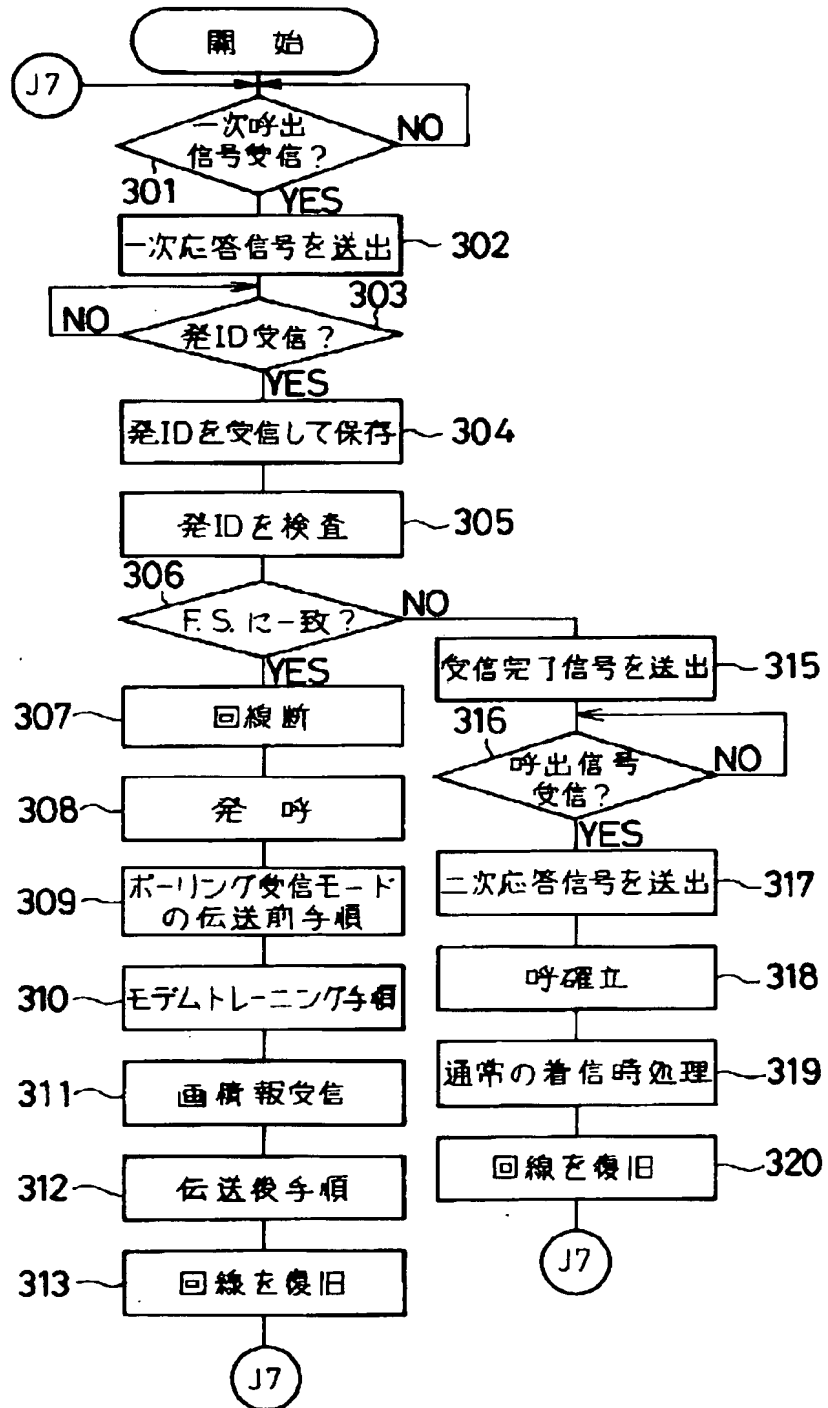 開始
J7
一次呼出
信号受信?
NO
301
YES
一次応答信号を送出
302
303
NO
発ID受信?
YES
発IDを受信して保存
304
発IDを検査
305
306
F.S.に一致?
NO
YES
307
回線断
308
発呼
309
ポーリング受信モード
の伝送前手順
310
モデムトレーニング手順
311
画情報受信
312
伝送後手順
313
回線を復旧
J7
受信完了信号を送出
315
316
呼出信号
受信?
NO
YES
二次応答信号を送出
317
呼確立
318
通常の着信時処理
319
回線を復旧
320
J7